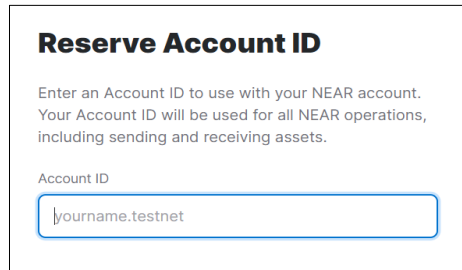 Reserve Account ID
Enter an Account ID to use with your NEAR account.
Your Account ID will be used for all NEAR operations,
including sending and receiving assets.
Account ID
yourname.testnet